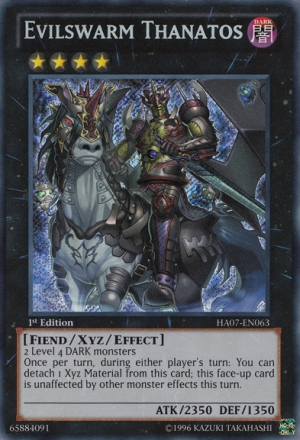 EVILSWARM THANATOS
DARK
闇
1st Edition
HA07-EN063
[FIEND/XYZ/EFFECT]
2 Level 4 DARK monsters
Once per turn, during either player's turn: You can
detach 1 Xyz Material from this card; this face-up card
is unaffected by other monster effects this turn.
ATK/2350 DEF/1350
65884091
©1996 KAZUKI TAKAHASHI